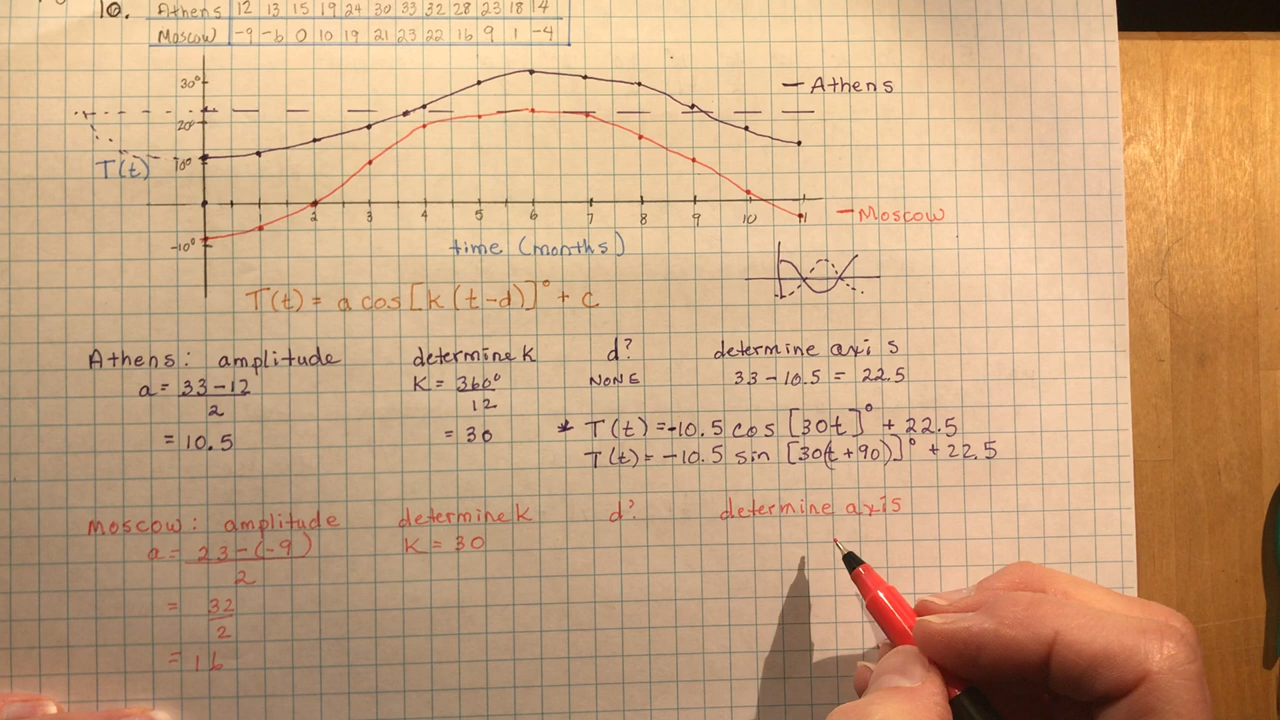 10.
Athens 12 13 15 19 24 30 33 32 28 23 18 14
Moscow -9 -6 0 10 19 21 23 22 16 9 1 -4
30°
20°
10°
-10°
T(t)
2 3 4 5 6 7 8 9 10 11
time (months)
- Athens
- Moscow
T(t) = a cos [k (t-d)]° + c
Athens: amplitude determine k d? determine axis
a = 33-12 K = 360° NONE 33 - 10.5 = 22.5
2 12
= 10.5 = 30
* T(t) = -10.5 cos [30t]° + 22.5
T(t) = -10.5 sin [30(t+90)]° + 22.5
Moscow: amplitude determine k d? determine axis
a = 23-(-9) K = 30
2
= 32
2
= 16